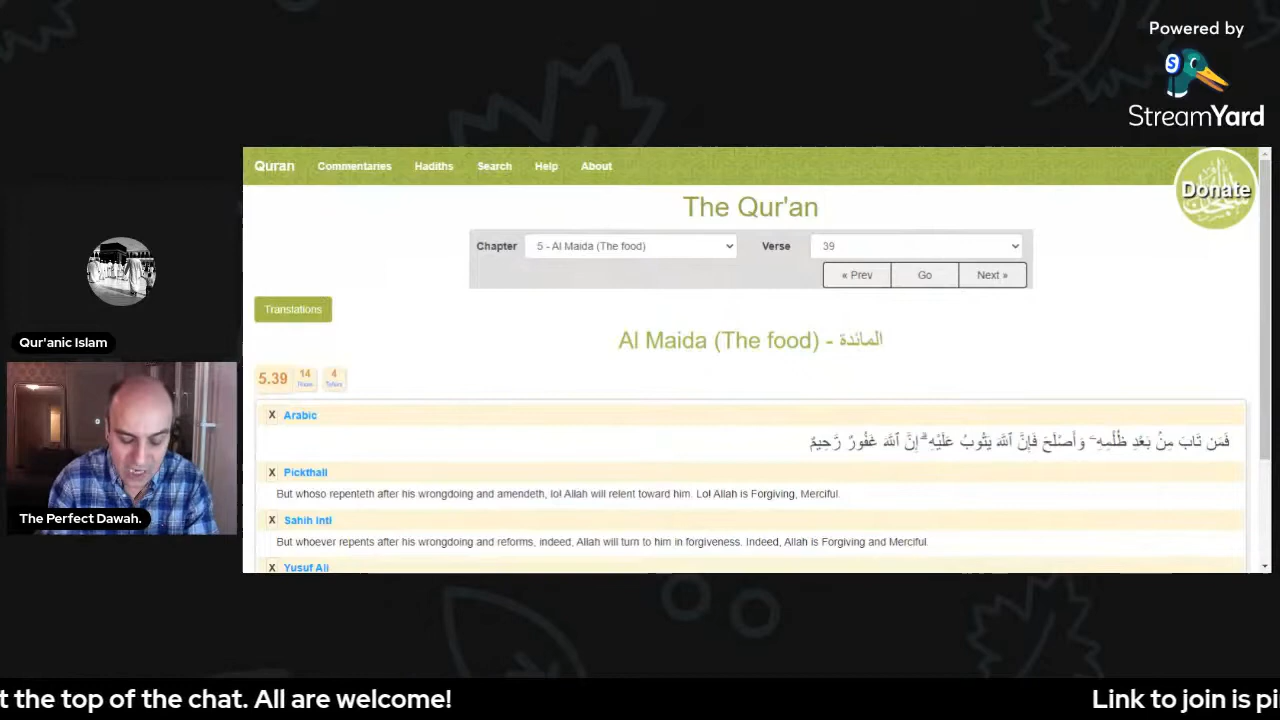 Powered by
StreamYard
Quran Commentaries Hadiths Search Help About
Donate
The Qur'an
Chapter 5 - Al Maida (The food) Verse 39
« Prev Go Next »
Translations
Al Maida (The food) - المائدة
5.39 14 4
X Arabic
فَمَن تَابَ مِنۢ بَعْدِ ظُلْمِهِۦ وَأَصْلَحَ فَإِنَّ ٱللَّهَ يَتُوبُ عَلَيْهِ ۗ إِنَّ ٱللَّهَ غَفُورٌ رَّحِيمٌ
X Pickthall
But whoso repenteth after his wrongdoing and amendeth, lo! Allah will relent toward him. Lo! Allah is Forgiving, Merciful.
X Sahih Intl
But whoever repents after his wrongdoing and reforms, indeed, Allah will turn to him in forgiveness. Indeed, Allah is Forgiving and Merciful.
X Yusuf Ali
Qur'anic Islam
The Perfect Dawah.
t the top of the chat. All are welcome! Link to join is pi